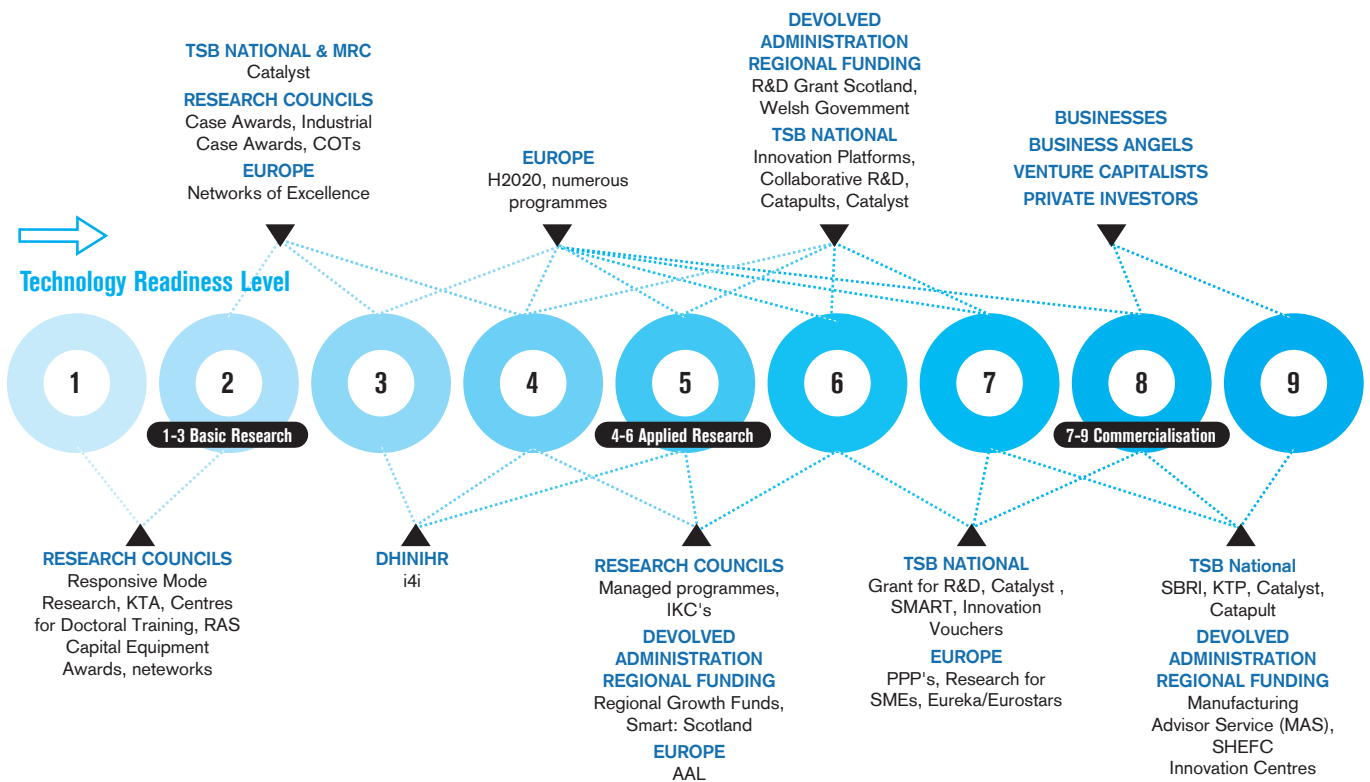 TSB NATIONAL & MRC
Catalyst
RESEARCH COUNCILS
Case Awards, Industrial
Case Awards, COTs
EUROPE
Networks of Excellence
EUROPE
H2020, numerous
programmes
DEVOLVED
ADMINISTRATION
REGIONAL FUNDING
R&D Grant Scotland,
Welsh Govemment
TSB NATIONAL
Innovation Platforms,
Collaborative R&D,
Catapults, Catalyst
BUSINESSES
BUSINESS ANGELS
VENTURE CAPITALISTS
PRIVATE INVESTORS
Technology Readiness Level
1
2
3
4
5
6
7
8
9
1-3 Basic Research
4-6 Applied Research
7-9 Commercialisation
RESEARCH COUNCILS
Responsive Mode
Research, KTA, Centres
for Doctoral Training, RAS
Capital Equipment
Awards, neteworks
DHINIHR
i4i
RESEARCH COUNCILS
Managed programmes,
IKC's
DEVOLVED
ADMINISTRATION
REGIONAL FUNDING
Regional Growth Funds,
Smart: Scotland
EUROPE
AAL
TSB NATIONAL
Grant for R&D, Catalyst ,
SMART, Innovation
Vouchers
EUROPE
PPP's, Research for
SMEs, Eureka/Eurostars
TSB National
SBRI, KTP, Catalyst,
Catapult
DEVOLVED
ADMINISTRATION
REGIONAL FUNDING
Manufacturing
Advisor Service (MAS),
SHEFC
Innovation Centres